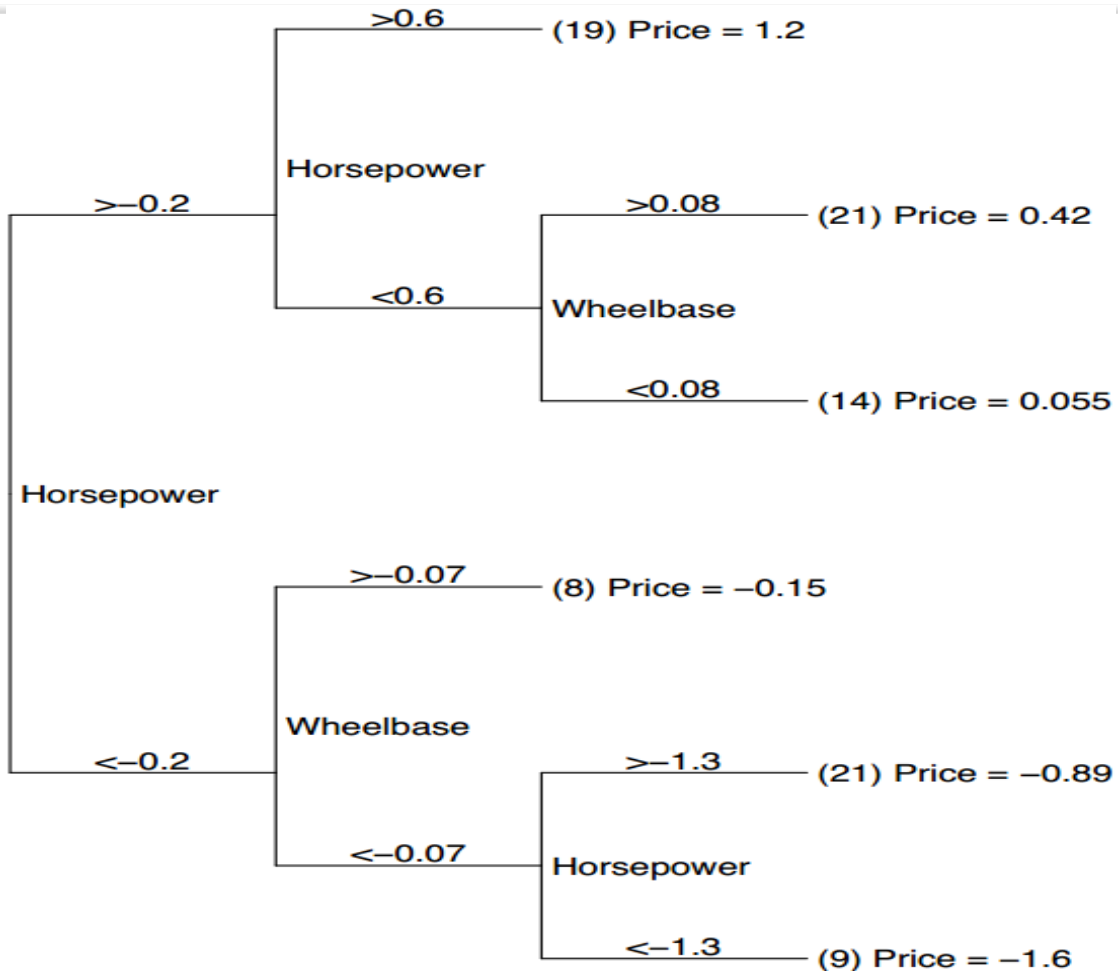 >0.6
(19) Price = 1.2
Horsepower
>−0.2
>0.08
(21) Price = 0.42
<0.6
Wheelbase
<0.08
(14) Price = 0.055
Horsepower
>−0.07
(8) Price = −0.15
Wheelbase
<−0.2
>−1.3
(21) Price = −0.89
<−0.07
Horsepower
<−1.3
(9) Price = −1.6